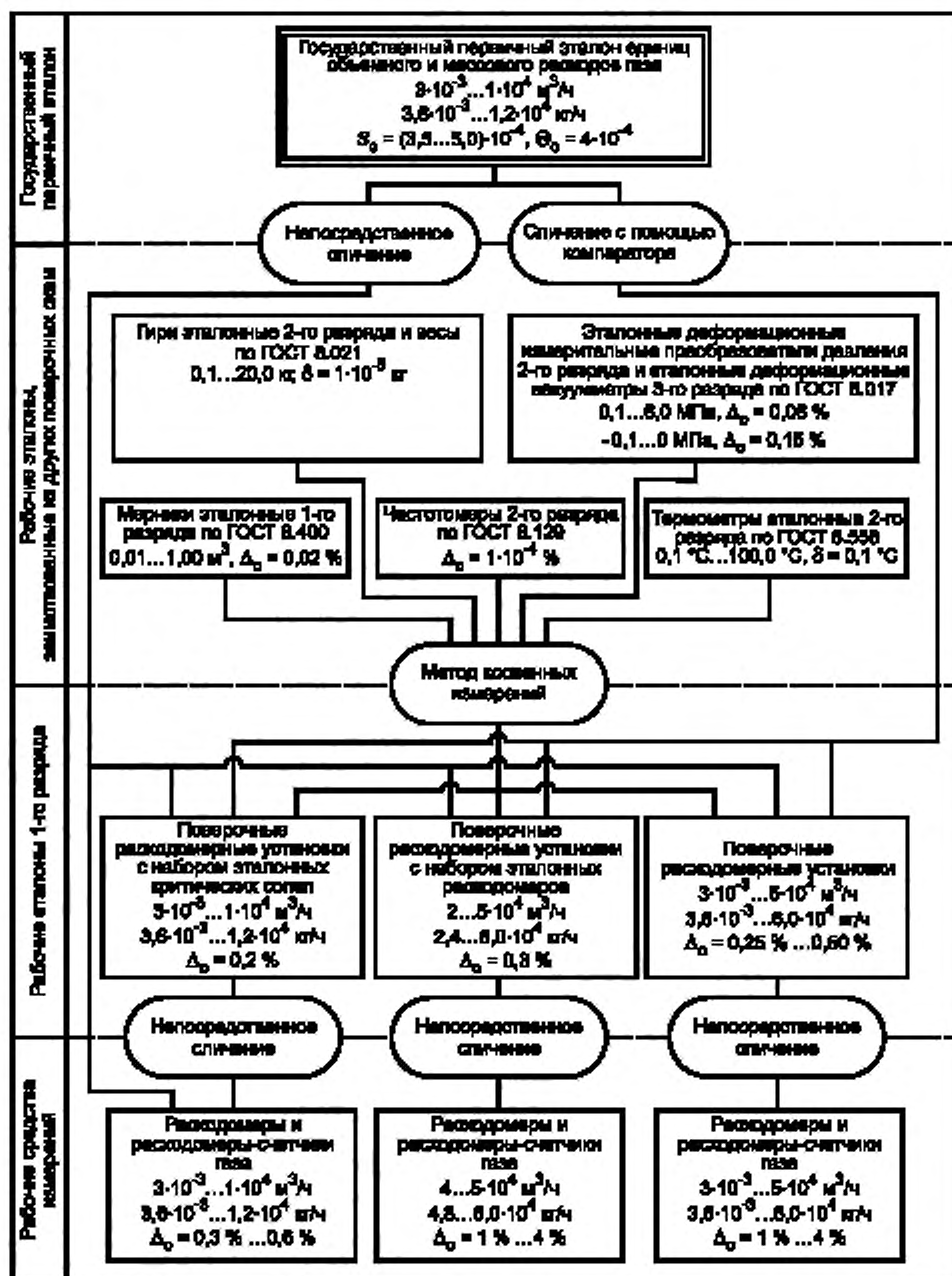 Государственный первичный эталон
Государственный первичный эталон единиц
объемного и массового расходов газа
3·10⁻³...1·10⁴ м³/ч
3,6·10⁻³...1,2·10⁴ кг/ч
S₀ = (3,5...5,0)·10⁻⁴, Θ₀ = 4·10⁻⁴
Непосредственное
сличение
Сличение с помощью
компаратора
Рабочие эталоны,
заимствованные из других поверочных схем
Гири эталонные 2-го разряда и весы
по ГОСТ 8.021
0,1...20,0 кг; δ = 1·10⁻⁵ кг
Эталонные деформационные
измерительные преобразователи давления
2-го разряда и эталонные деформационные
вакуумметры 3-го разряда по ГОСТ 8.017
0,1...6,0 МПа, Δ₀ = 0,06 %
-0,1...0 МПа, Δ₀ = 0,15 %
Мерники эталонные 1-го
разряда по ГОСТ 8.400
0,01...1,00 м³, Δ₀ = 0,02 %
Частотомеры 2-го разряда
по ГОСТ 8.129
Δ₀ = 1·10⁻⁴ %
Термометры эталонные 2-го
разряда по ГОСТ 8.558
0,1 °С...100,0 °С, δ = 0,1 °С
Метод косвенных
измерений
Рабочие эталоны 1-го разряда
Поверочные
расходомерные установки
с набором эталонных
критических сопел
3·10⁻³...1·10⁴ м³/ч
3,6·10⁻³...1,2·10⁴ кг/ч
Δ₀ = 0,2 %
Поверочные
расходомерные установки
с набором эталонных
расходомеров
2...5·10⁴ м³/ч
2,4...6,0·10⁴ кг/ч
Δ₀ = 0,3 %
Поверочные
расходомерные установки
3·10⁻³...5·10⁴ м³/ч
3,6·10⁻³...6,0·10⁴ кг/ч
Δ₀ = 0,25 % ...0,50 %
Непосредственное
сличение
Непосредственное
сличение
Непосредственное
сличение
Рабочие средства
измерений
Расходомеры и
расходомеры-счетчики
газа
3·10⁻³...1·10⁴ м³/ч
3,6·10⁻³...1,2·10⁴ кг/ч
Δ₀ = 0,3 % ...0,6 %
Расходомеры и
расходомеры-счетчики
газа
4...5·10⁴ м³/ч
4,8...6,0·10⁴ кг/ч
Δ₀ = 1 % ...4 %
Расходомеры и
расходомеры-счетчики
газа
3·10⁻³...5·10⁴ м³/ч
3,6·10⁻³...6,0·10⁴ кг/ч
Δ₀ = 1 % ...4 %